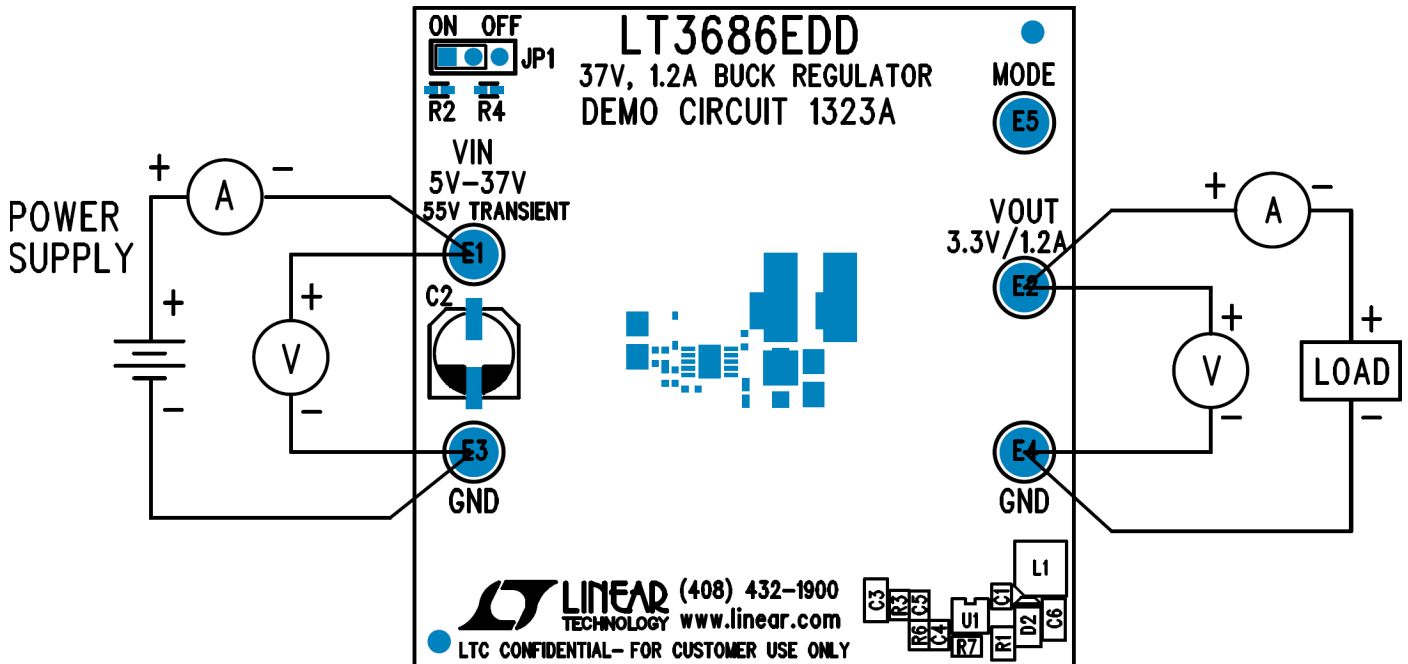 ON OFF
JP1
R2 R4
LT3686EDD
37V, 1.2A BUCK REGULATOR
DEMO CIRCUIT 1323A
MODE
E5
VIN
5V-37V
55V TRANSIENT
+ A -
POWER
SUPPLY
+
-
+
V
-
E1
C2
E3
GND
VOUT
3.3V/1.2A
E2
+ A -
+
V
-
+
LOAD
-
E4
GND
LINEAR
TECHNOLOGY
(408) 432-1900
www.linear.com
LTC CONFIDENTIAL- FOR CUSTOMER USE ONLY
L1
C3 R3 C5 C1
R6 C4 U1 D2 C6
R7 R1